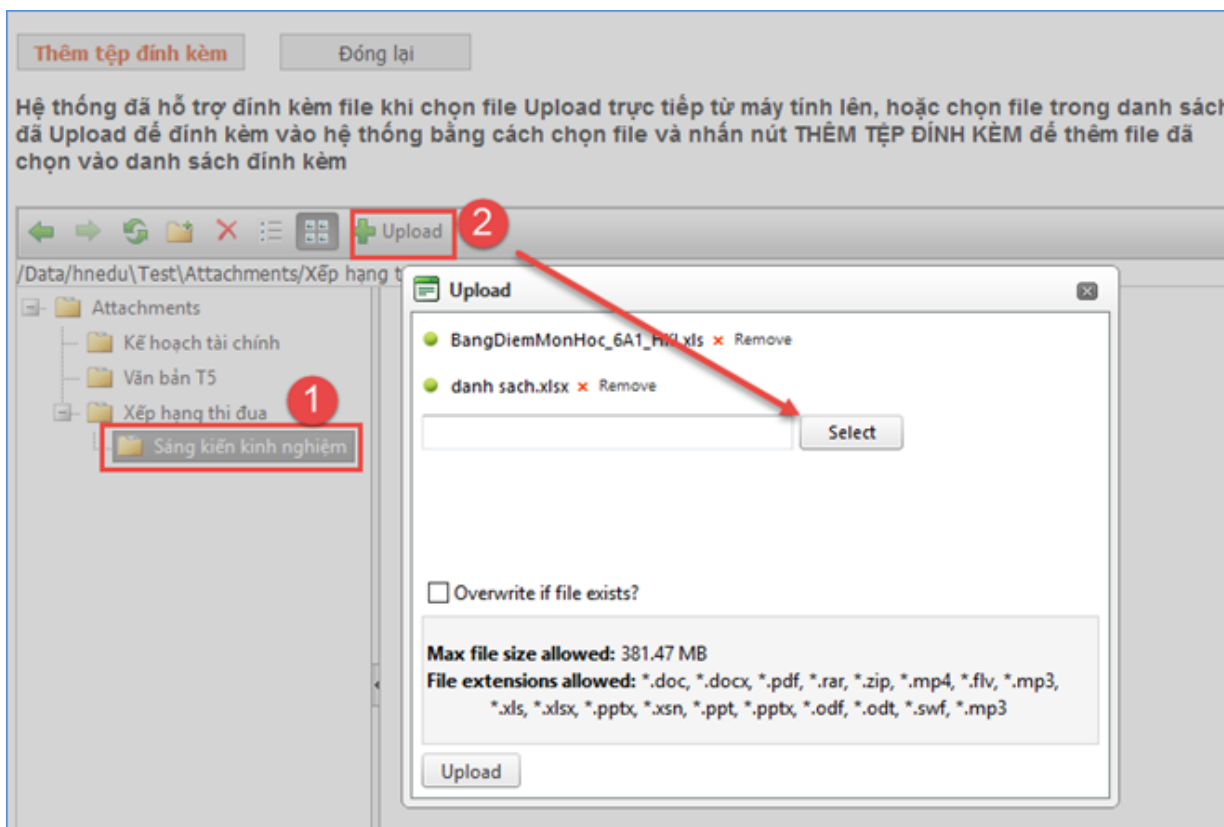 Thêm tệp đính kèm Đóng lại
Hệ thống đã hỗ trợ đính kèm file khi chọn file Upload trực tiếp từ máy tính lên, hoặc chọn file trong danh sách
đã Upload để đính kèm vào hệ thống bằng cách chọn file và nhấn nút THÊM TỆP ĐÍNH KÈM để thêm file đã
chọn vào danh sách đính kèm
Upload 2
/Data/hnedu\Test\Attachments/Xếp hạng
Attachments
Kế hoạch tài chính
Văn bản T5
Xếp hạng thi đua 1
Sáng kiến kinh nghiệm
Upload
BangDiemMonHoc_6A1_HKI.xls × Remove
danh sach.xlsx × Remove
Select
Overwrite if file exists?
Max file size allowed: 381.47 MB
File extensions allowed: *.doc, *.docx, *.pdf, *.rar, *.zip, *.mp4, *.flv, *.mp3,
*.xls, *.xlsx, *.pptx, *.xsn, *.ppt, *.pptx, *.odf, *.odt, *.swf, *.mp3
Upload